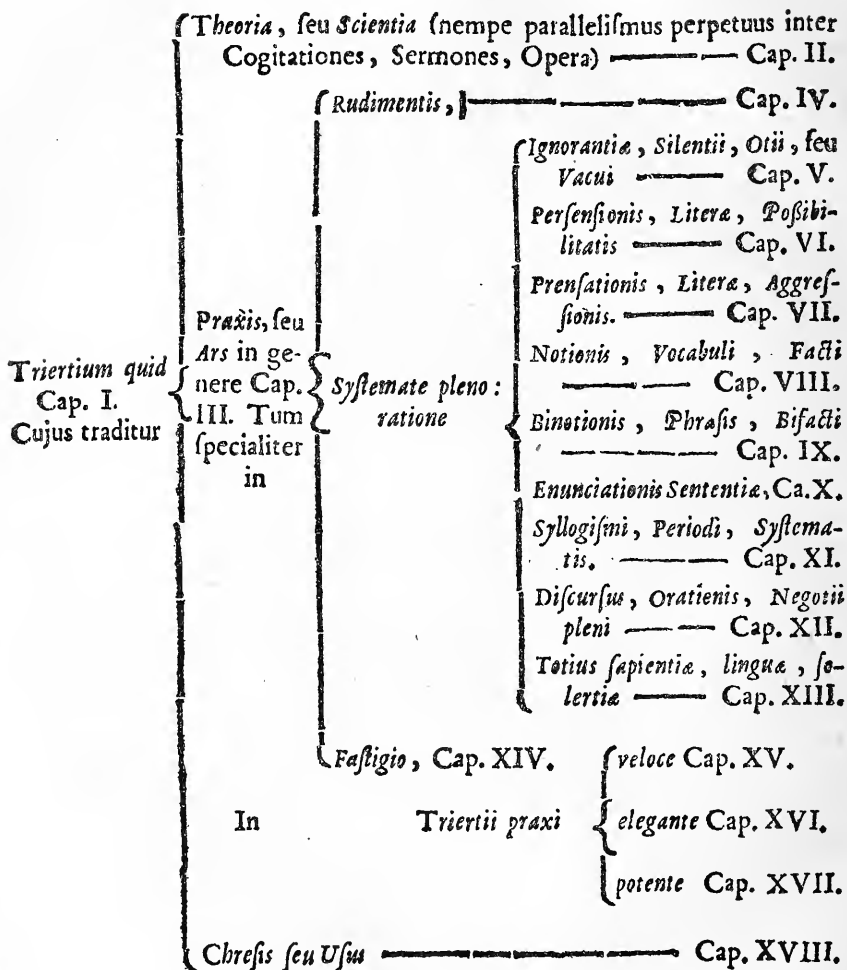 Theoria, ſeu Scientia (nempe paralleliſmus perpetuus inter
Cogitationes, Sermones, Opera) —— Cap. II.
Rudimentis, —— Cap. IV.
Ignorantiæ, Silentii, Otii, ſeu
Vacui —— Cap. V.
Perſenſionis, Literæ, Poßibi-
litatis —— Cap. VI.
Prenſationis, Literæ, Aggreſ-
ſionis. —— Cap. VII.
Triertium quid
Cap. I.
Cujus traditur
Praxis, ſeu
Ars in ge-
nere Cap.
III. Tum
ſpecialiter
in
Syſtemate pleno:
ratione
Notionis, Vocabuli, Facti
—— Cap. VIII.
Binotionis, Phraſis, Bifacti
—— Cap. IX.
Enunciationis Sententiæ, Ca. X.
Syllogiſmi, Periodi, Syſtema-
tis. —— Cap. XI.
Diſcurſus, Oratienis, Negotii
pleni —— Cap. XII.
Totius ſapientiæ, linguæ, ſo-
lertiæ —— Cap. XIII.
Faſtigio, Cap. XIV.
In Triertii praxi
veloce Cap. XV.
elegante Cap. XVI.
potente Cap. XVII.
Chreſis ſeu Uſus —— Cap. XVIII.